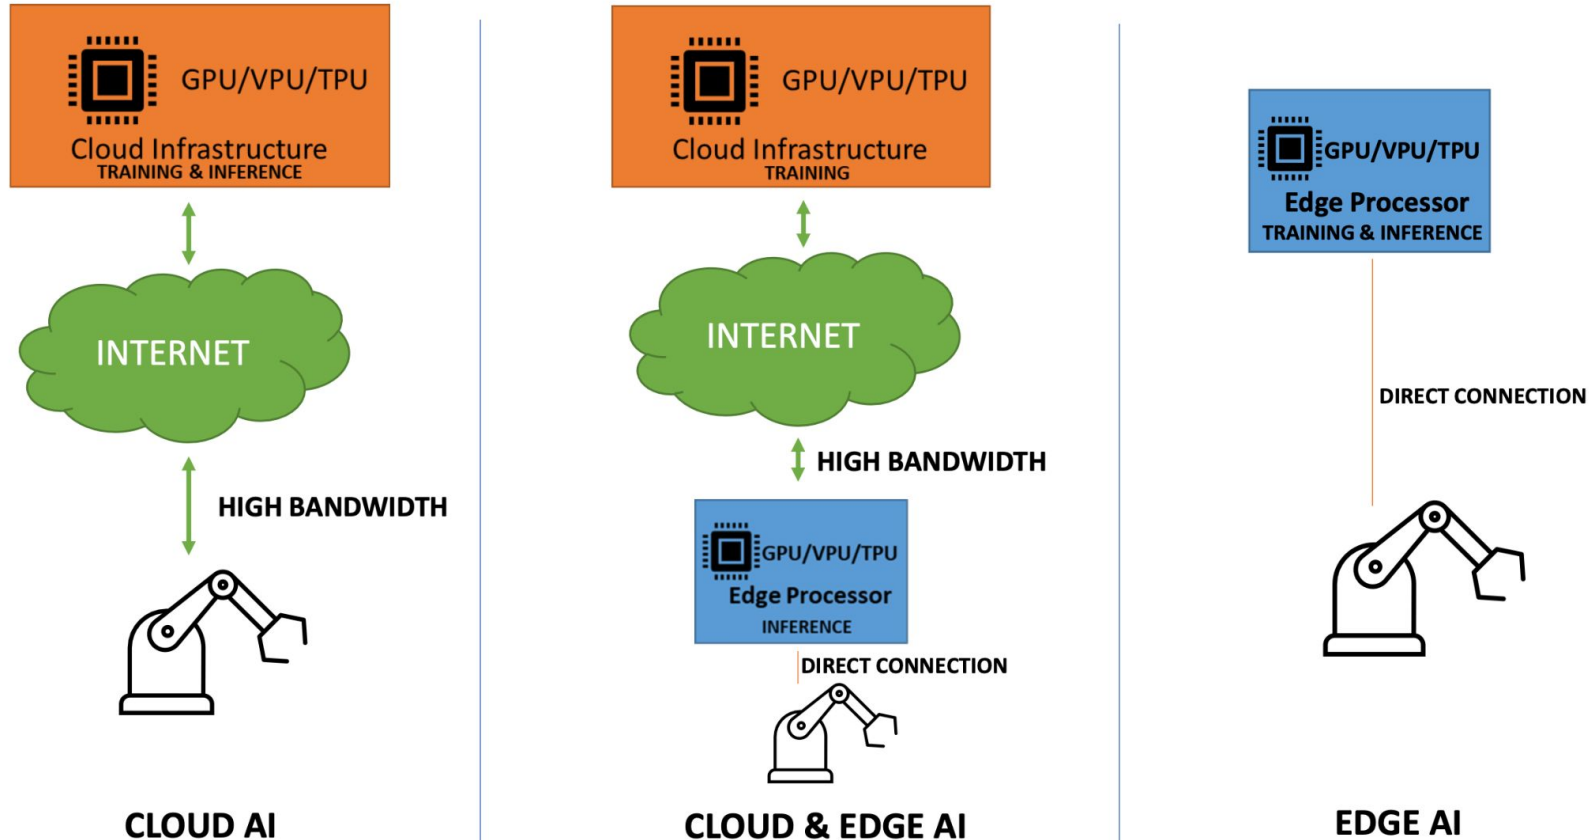 GPU/VPU/TPU
Cloud Infrastructure
TRAINING & INFERENCE
INTERNET
HIGH BANDWIDTH
CLOUD AI
GPU/VPU/TPU
Cloud Infrastructure
TRAINING
INTERNET
HIGH BANDWIDTH
GPU/VPU/TPU
Edge Processor
INFERENCE
DIRECT CONNECTION
CLOUD & EDGE AI
GPU/VPU/TPU
Edge Processor
TRAINING & INFERENCE
DIRECT CONNECTION
EDGE AI